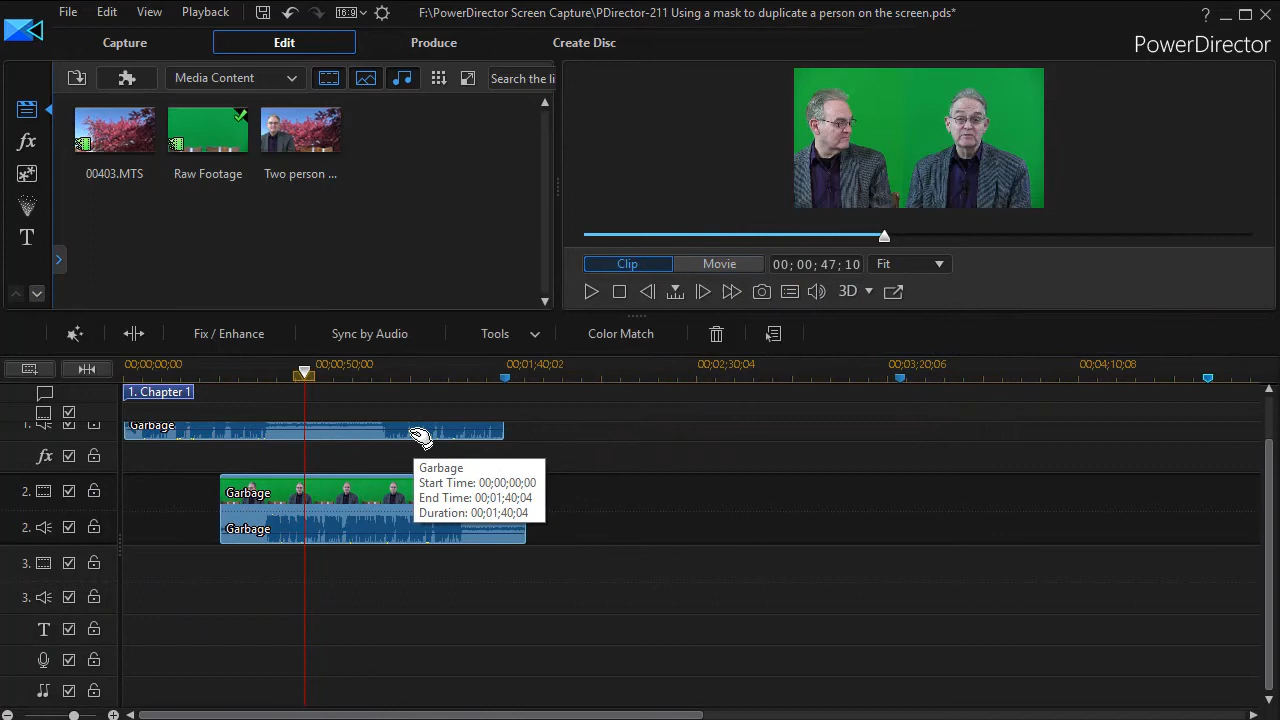 File Edit View Playback 16:9 F:\PowerDirector Screen Capture\PDirector-211 Using a mask to duplicate a person on the screen.pds* ?
Capture Edit Produce Create Disc PowerDirector
Media Content Search the li
00403.MTS Raw Footage Two person ...
Clip Movie 00; 00; 47; 10 Fit
3D
Fix / Enhance Sync by Audio Tools Color Match
00;00;00;00 00;00;50;00 00;01;40;02 00;02;30;04 00;03;20;06 00;04;10;08
1. Chapter 1
1. Garbage
fx
Garbage
Start Time: 00;00;00;00
End Time: 00;01;40;04
Duration: 00;01;40;04
2. Garbage
2. Garbage
3.
3.
T